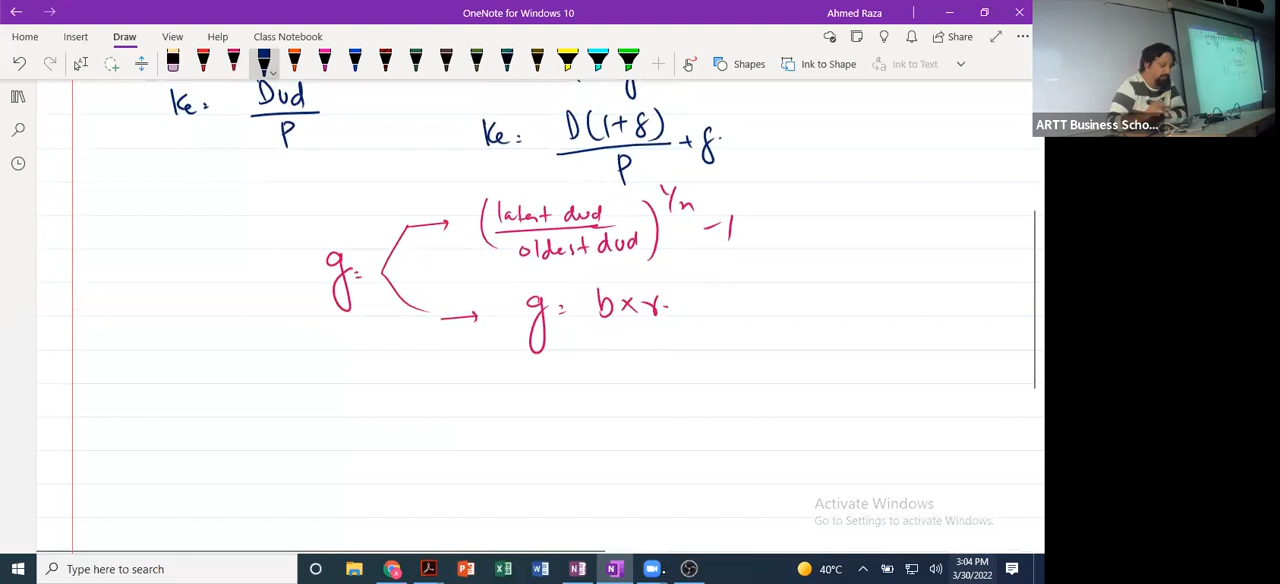 OneNote for Windows 10
Ahmed Raza
Home Insert Draw View Help Class Notebook
Share
Shapes Ink to Shape Ink to Text
ARTT Business Scho...
Ke = Dvd / P
Ke = D(1+g) / P + g
g =
(latest dvd / oldest dvd)^1/n - 1
g = b × r.
Activate Windows
Go to Settings to activate Windows.
Type here to search
40°C
3:04 PM
3/30/2022